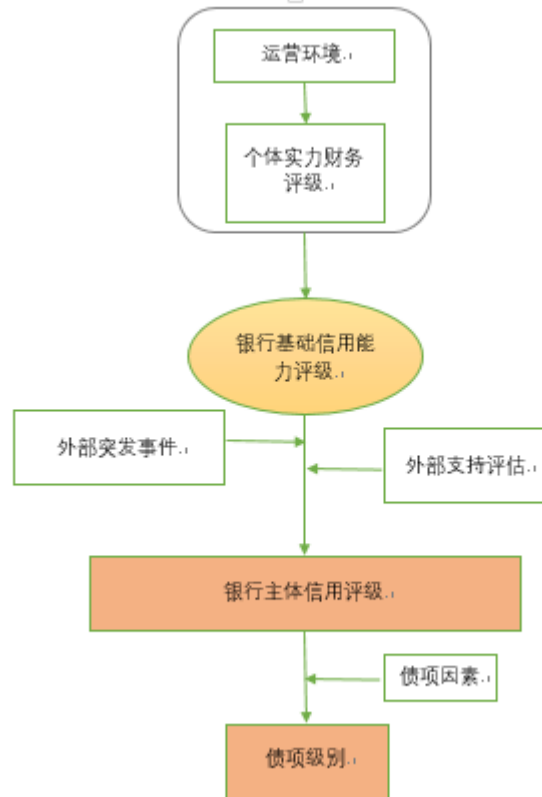 运营环境
个体实力财务
评级
银行基础信用能
力评级
外部突发事件
外部支持评估
银行主体信用评级
债项因素
债项级别